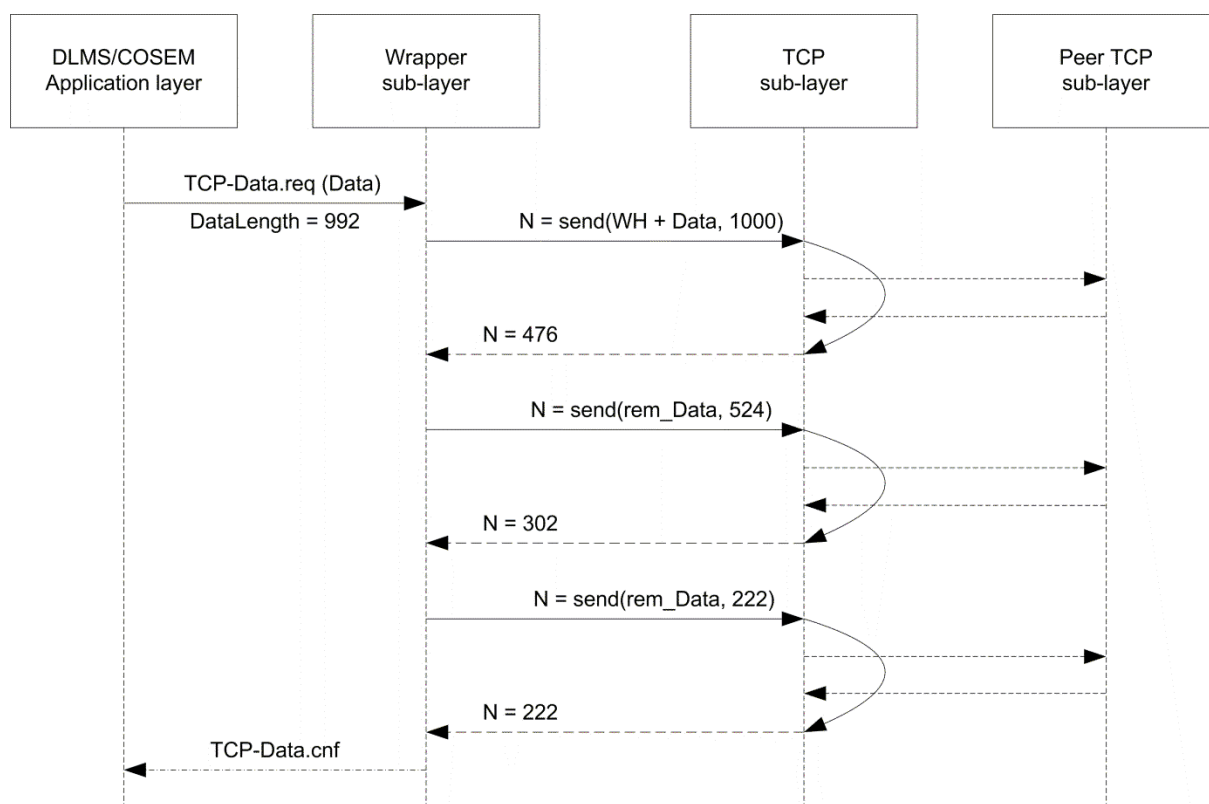 DLMS/COSEM
Application layer
Wrapper
sub-layer
TCP
sub-layer
Peer TCP
sub-layer
TCP-Data.req (Data)
DataLength = 992
N = send(WH + Data, 1000)
N = 476
N = send(rem_Data, 524)
N = 302
N = send(rem_Data, 222)
N = 222
TCP-Data.cnf